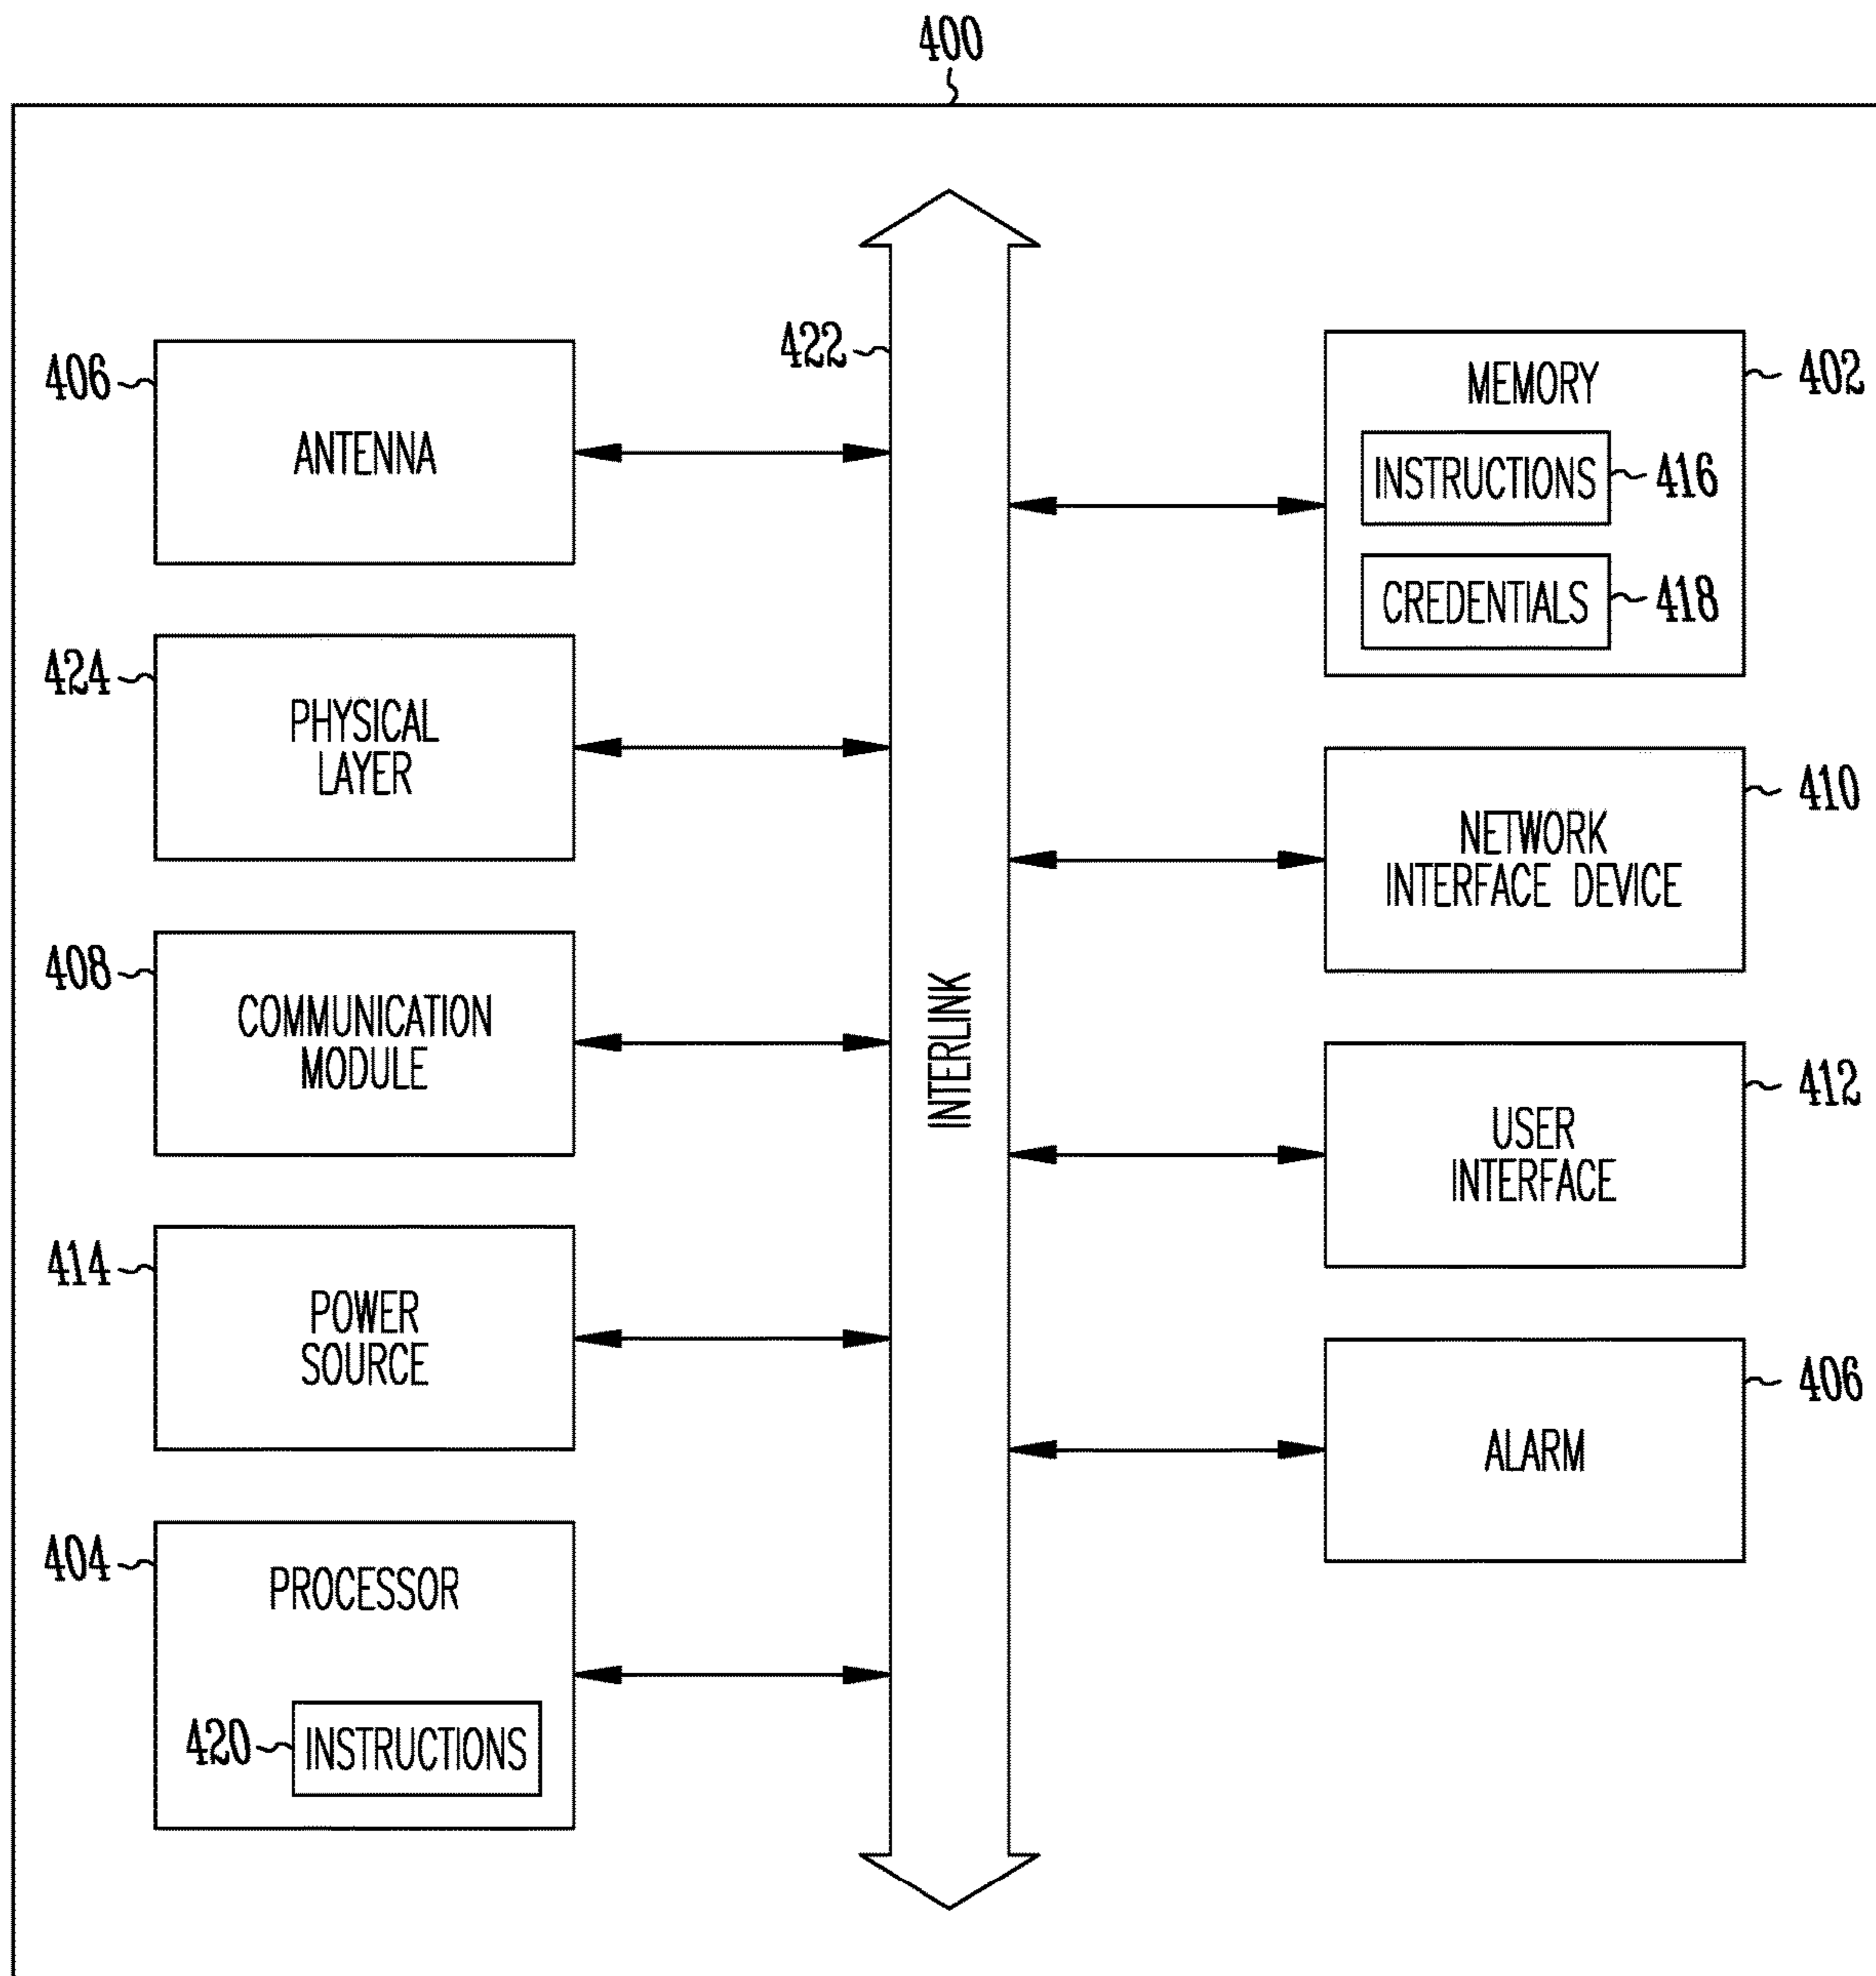 400
406
ANTENNA
424
PHYSICAL
LAYER
408
COMMUNICATION
MODULE
414
POWER
SOURCE
404
PROCESSOR
420
INSTRUCTIONS
422
INTERLINK
MEMORY
402
INSTRUCTIONS
416
CREDENTIALS
418
NETWORK
INTERFACE DEVICE
410
USER
INTERFACE
412
ALARM
406